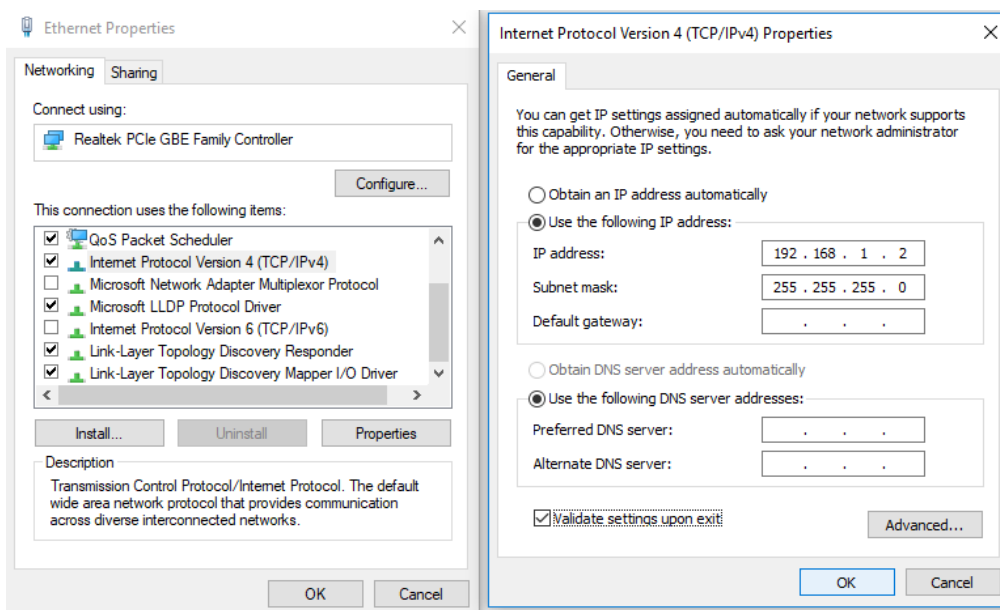 Ethernet Properties
Networking
Sharing
Connect using:
Realtek PCIe GBE Family Controller
Configure...
This connection uses the following items:
QoS Packet Scheduler
Internet Protocol Version 4 (TCP/IPv4)
Microsoft Network Adapter Multiplexor Protocol
Microsoft LLDP Protocol Driver
Internet Protocol Version 6 (TCP/IPv6)
Link-Layer Topology Discovery Responder
Link-Layer Topology Discovery Mapper I/O Driver
Install...
Uninstall
Properties
Description
Transmission Control Protocol/Internet Protocol. The default
wide area network protocol that provides communication
across diverse interconnected networks.
OK
Cancel
Internet Protocol Version 4 (TCP/IPv4) Properties
General
You can get IP settings assigned automatically if your network supports
this capability. Otherwise, you need to ask your network administrator
for the appropriate IP settings.
Obtain an IP address automatically
Use the following IP address:
IP address: 192 . 168 . 1 . 2
Subnet mask: 255 . 255 . 255 . 0
Default gateway: . . .
Obtain DNS server address automatically
Use the following DNS server addresses:
Preferred DNS server: . . .
Alternate DNS server: . . .
Validate settings upon exit
Advanced...
OK
Cancel